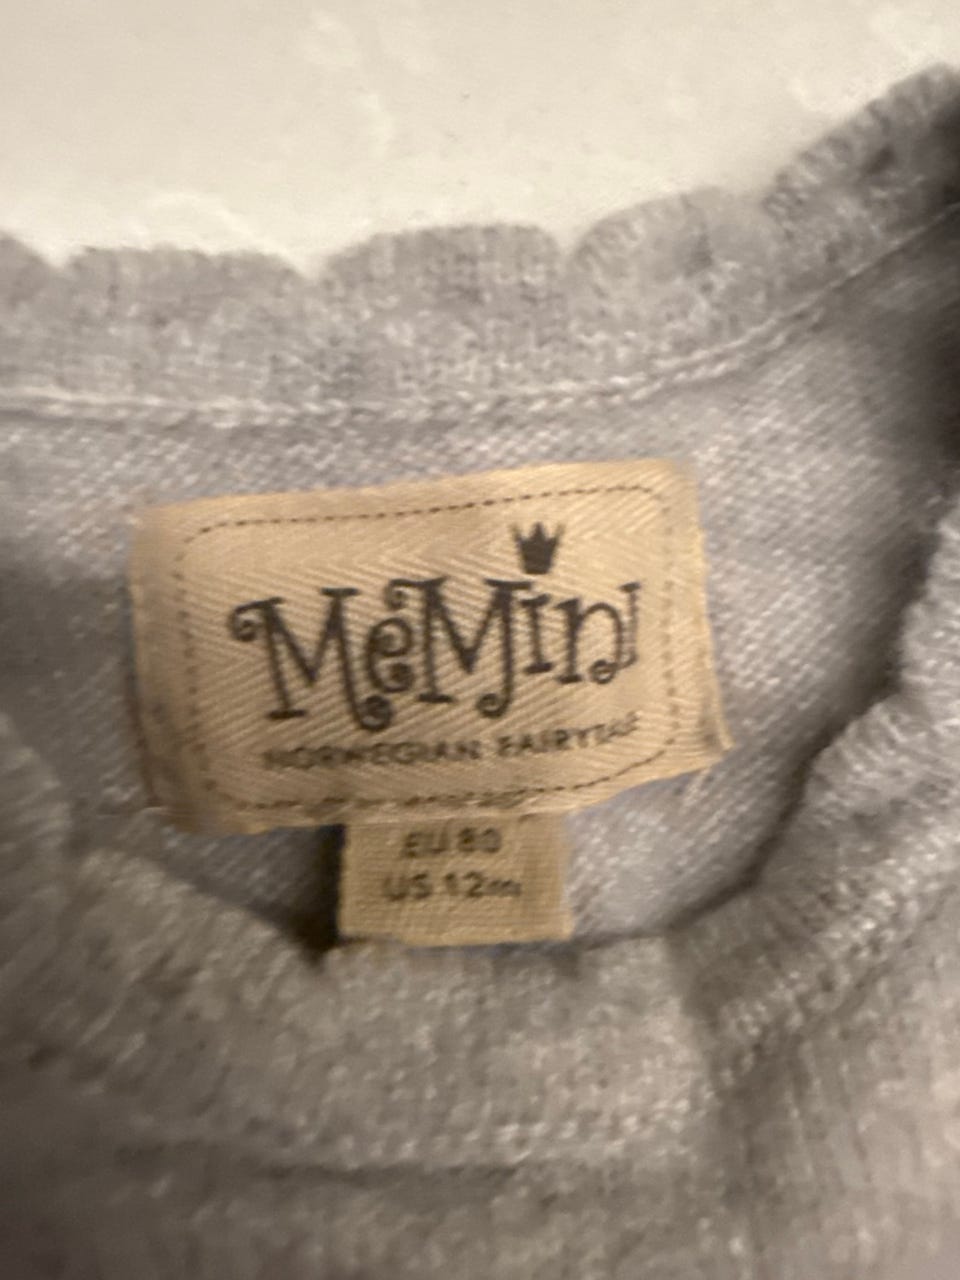 MeMini
NORWEGIAN FAIRYTALE
EU 80
US 12m